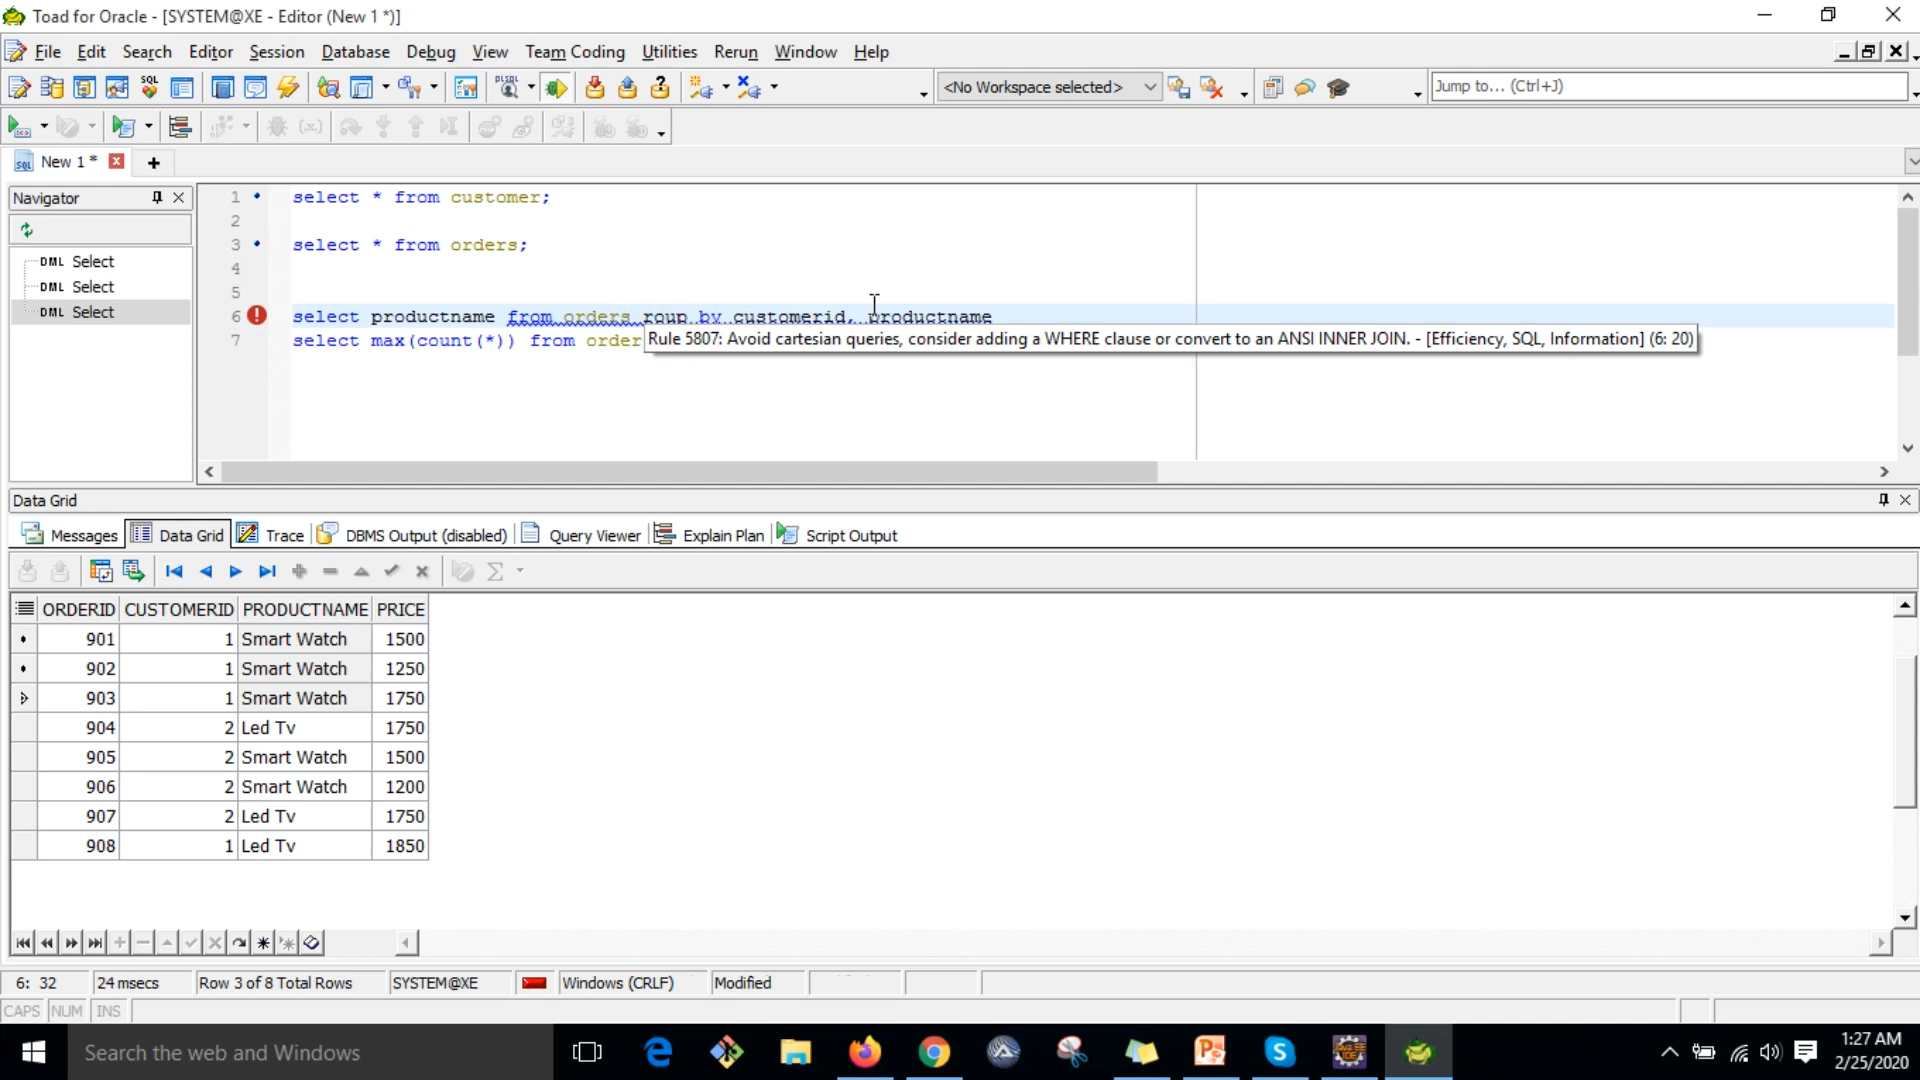 Toad for Oracle - [SYSTEM@XE - Editor (New 1 *)]
File Edit Search Editor Session Database Debug View Team Coding Utilities Rerun Window Help
SQL
PL/SQL
<No Workspace selected>
Jump to... (Ctrl+J)
SQL New 1 *
Navigator
DML Select
DML Select
DML Select
1 select * from customer;
2
3 select * from orders;
4
5
6 select productname from orders roup by customerid, productname
7 select max(count(*)) from order
Rule 5807: Avoid cartesian queries, consider adding a WHERE clause or convert to an ANSI INNER JOIN. - [Efficiency, SQL, Information] (6: 20)
Data Grid
Messages Data Grid Trace DBMS Output (disabled) Query Viewer Explain Plan Script Output
ORDERID CUSTOMERID PRODUCTNAME PRICE
901 1 Smart Watch 1500
902 1 Smart Watch 1250
903 1 Smart Watch 1750
904 2 Led Tv 1750
905 2 Smart Watch 1500
906 2 Smart Watch 1200
907 2 Led Tv 1750
908 1 Led Tv 1850
6: 32 24 msecs Row 3 of 8 Total Rows SYSTEM@XE Windows (CRLF) Modified
CAPS NUM INS
Search the web and Windows
1:27 AM
2/25/2020